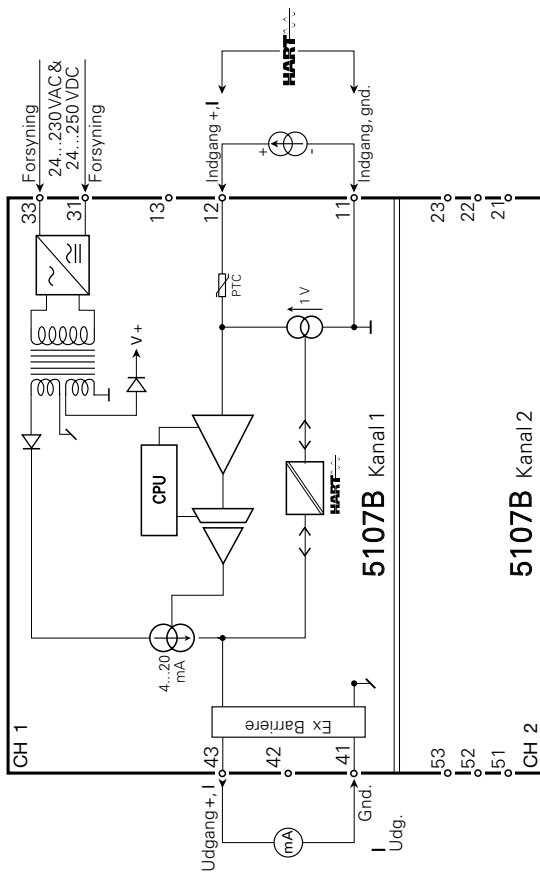 CH 1
33
Forsyning
24...230 VAC &
24...250 VDC
31
Forsyning
13
12
Indgang +, I
11
Indgang, gnd.
+
-
HART
V +
PTC
1 V
CPU
HART
4...20
mA
Ex Barriere
43
42
41
Udgang +, I
mA
Gnd.
I
Udg.
5107B Kanal 1
23
22
21
53
52
51
CH 2
5107B Kanal 2